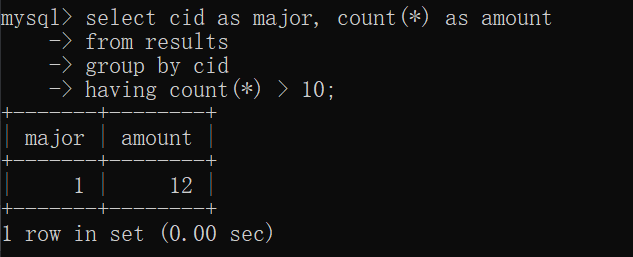 mysql> select cid as major, count(*) as amount
    -> from results
    -> group by cid
    -> having count(*) > 10;
+-------+--------+
| major | amount |
+-------+--------+
|     1 |     12 |
+-------+--------+
1 row in set (0.00 sec)